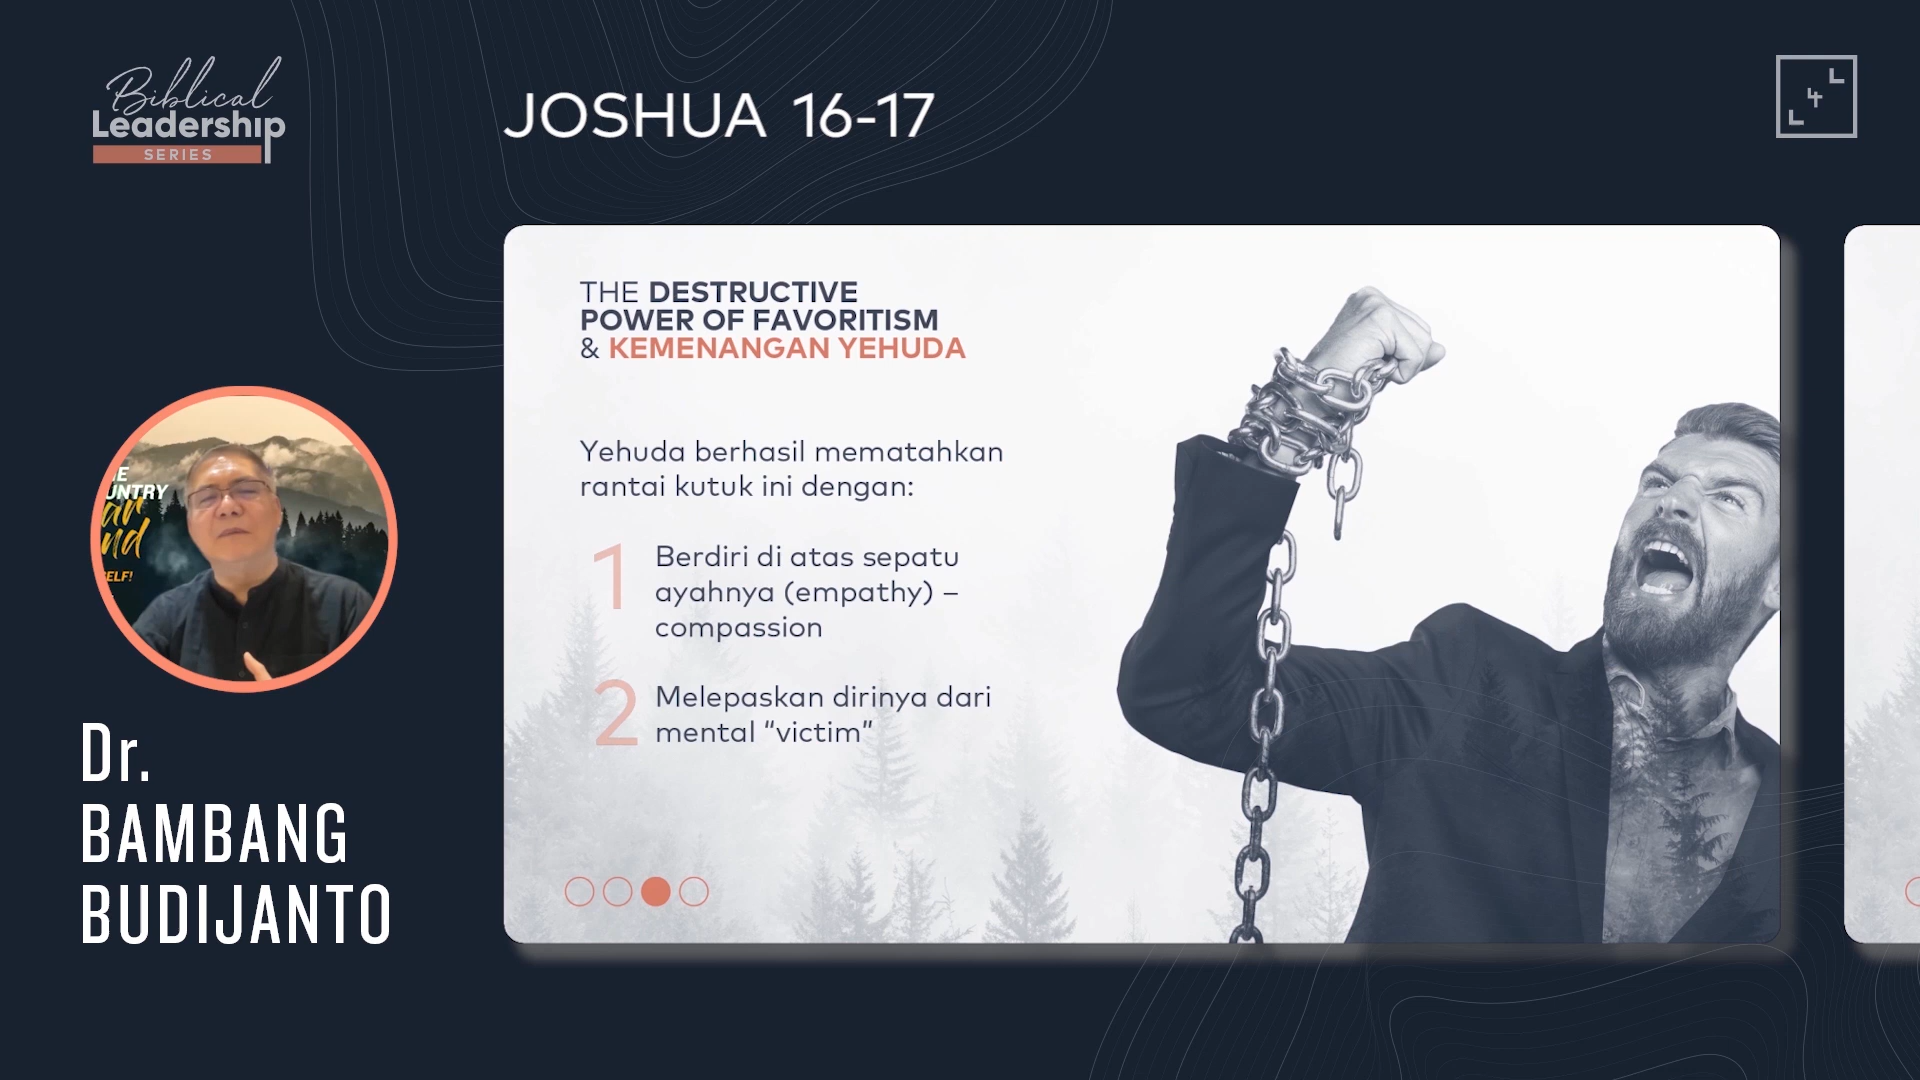 Biblical
Leadership
SERIES
JOSHUA 16-17
THE DESTRUCTIVE
POWER OF FAVORITISM
& KEMENANGAN YEHUDA
Yehuda berhasil mematahkan
rantai kutuk ini dengan:
1 Berdiri di atas sepatu
ayahnya (empathy) –
compassion
2 Melepaskan dirinya dari
mental “victim”
UNTRY
Dr.
BAMBANG
BUDIJANTO